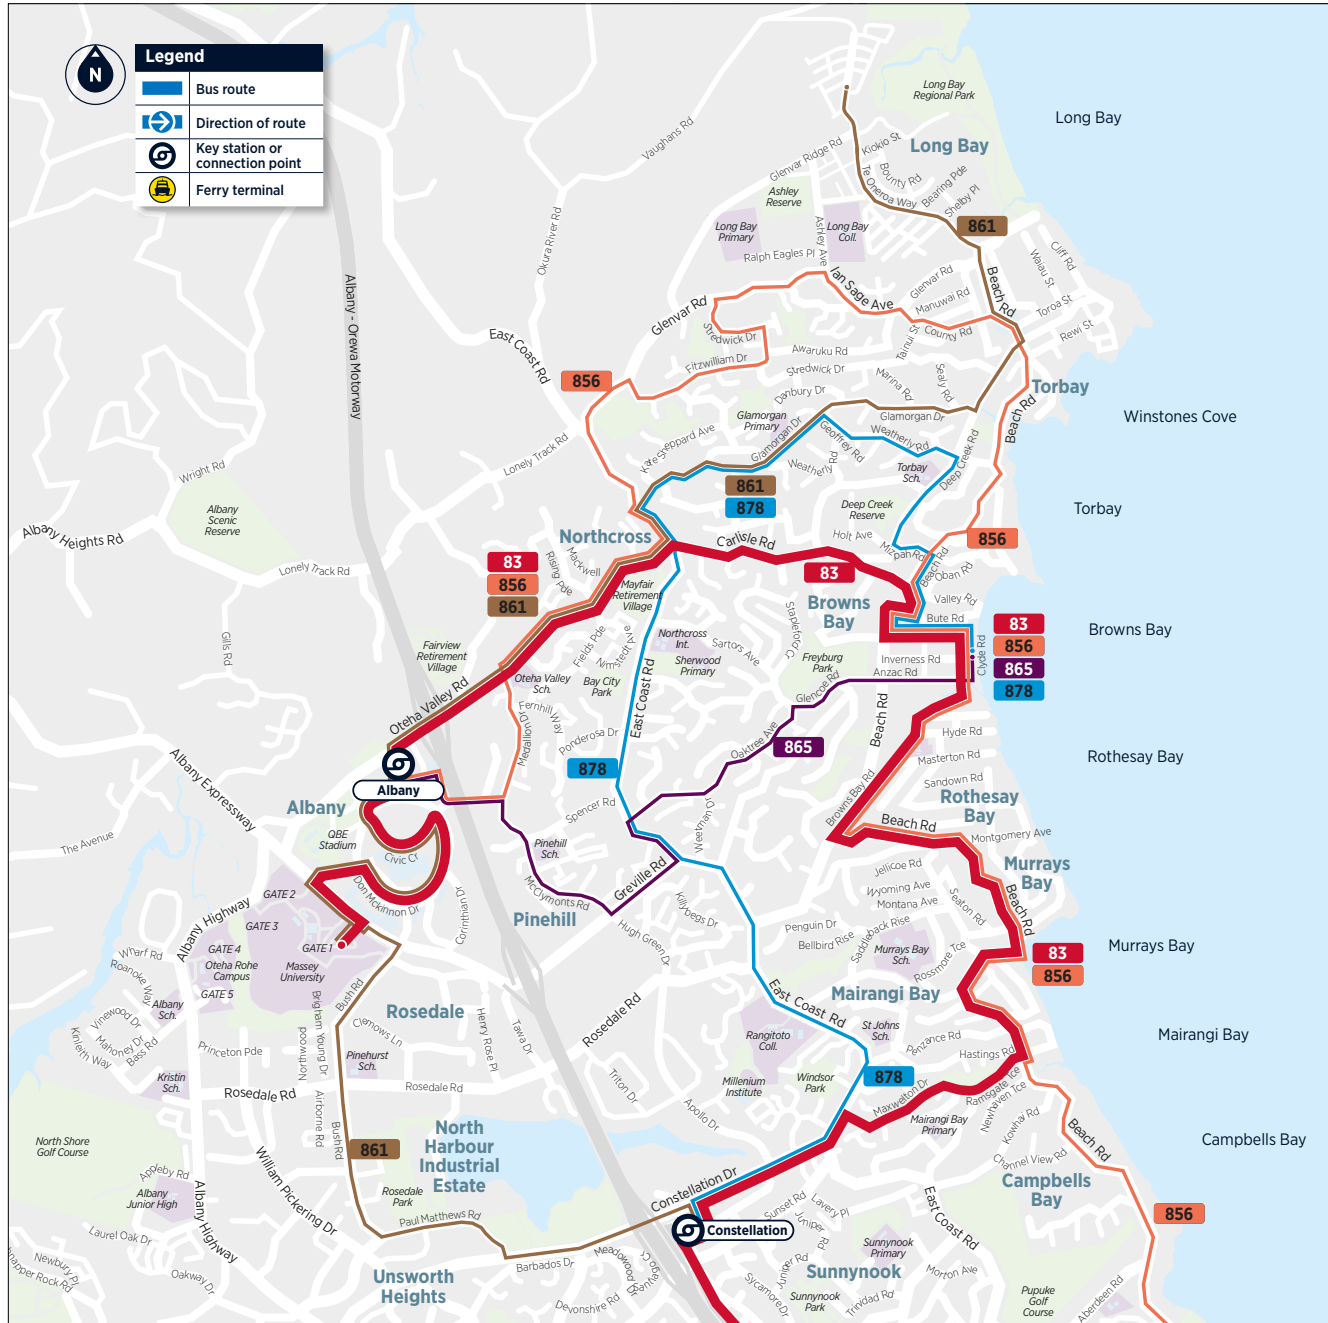 N
Legend
Bus route
Direction of route
Key station or
connection point
Ferry terminal
Long Bay
Regional Park
Long Bay
Long Bay
Vaughans Rd
Glenvar Ridge Rd
Kiokio St
Te Oneroa Way
Bounty Rd
Bearing Pde
Shelby Pl
Ashley
Reserve
Long Bay
Primary
Ashley Ave
Long Bay
Coll.
861
Okura River Rd
Ralph Eagles Pl
Cliff Rd
Waiau St
Albany - Orewa Motorway
Glenvar Rd
Ian Sage Ave
Glenvar Rd
Manuwai Rd
Beach Rd
Toroa St
Rewi St
East Coast Rd
Stredwick Dr
Tainui St
County Rd
Fitzwilliam Dr
Awaruku Rd
Stredwick Dr
Marina Rd
Sealy Rd
856
Danbury Dr
Torbay
Beach Rd
Winstones Cove
Glamorgan
Primary
Glamorgan Dr
Glamorgan Dr
Sheppard Ave
Geoffrey Rd
Weatherly Rd
Lonely Track Rd
Weatherly Rd
Torbay
Sch.
Deep Creek Rd
Wright Rd
861
878
Albany
Scenic
Reserve
Deep Creek
Reserve
Torbay
Albany Heights Rd
Northcross
Carlisle Rd
Holt Ave
Mizpah Rd
856
Lonely Track Rd
83
856
861
Mackwell
Rising Pde
Mayfair
Retirement
Village
83
Beach Rd
Oban Rd
Browns
Bay
Valley Rd
Bute Rd
Staplefold Cr
Gills Rd
Fairview
Retirement
Village
Fields Pde
Nimstedt Ave
Northcross
Int.
Sartors Ave
Sherwood
Primary
Freyburg
Park
Inverness Rd
Anzac Rd
Clyde Rd
83
856
865
878
Browns Bay
Oteha Valley
Sch.
Bay City
Park
East Coast Rd
Glencoe Rd
Oteha Valley Rd
Medallion Dr
Fernhill Way
Ponderosa Dr
Oaktree Ave
865
Beach Rd
Hyde Rd
Masterton Rd
Rothesay Bay
878
Albany
Albany Expressway
Albany
Spencer Rd
Weetman Dr
Browns Bay Rd
Sandown Rd
Rothesay
Bay
The Avenue
QBE
Stadium
Civic Cr
Pinehill
Sch.
Beach Rd
Montgomery Ave
Murrays
Bay
Jellicoe Rd
Greville Rd
McClymonts Rd
Wyoming Ave
Montana Ave
Seaton Rd
Beach Rd
GATE 2
Don McKinnon Dr
Corinthian Dr
Albany Highway
GATE 3
Pinehill
Killybegs Dr
Hugh Green Dr
Penguin Dr
Bellbird Rise
Saddleback Rise
Murrays Bay
Sch.
Rossmore Tce
83
856
Murrays Bay
GATE 4
GATE 1
Wharf Rd
Roanoke Way
Oteha Rohe
Campus
Massey
University
GATE 5
Bush Rd
Mairangi Bay
East Coast Rd
Albany
Sch.
Vinewood Dr
Mahoney Dr
Bass Rd
Kinleith Way
Brigham Young Dr
Northwood
Rosedale
Clemows Ln
Henry Rose Pl
Tawa Dr
Rosedale Rd
Rangitoto
Coll.
St Johns
Sch.
Penzance Rd
Hastings Rd
Mairangi Bay
Princeton Pde
Pinehurst
Sch.
Kristin
Sch.
Rosedale Rd
Rosedale Rd
Triton Dr
Millenium
Institute
Windsor
Park
878
Maxwelton Dr
Ramsgate Tce
Newhaven Tce
Kowhai Rd
Airborne Rd
Bush Rd
Apollo Dr
Mairangi Bay
Primary
Beach Rd
Campbells Bay
North Shore
Golf Course
861
North
Harbour
Industrial
Estate
Channel View Rd
Campbells
Bay
Appleby Rd
Albany
Junior High
Albany Highway
William Pickering Dr
Rosedale
Park
Constellation Dr
Paul Matthews Rd
Constellation
Sunset Rd
Lavery Pl
Juniper Rd
East Coast Rd
856
Laurel Oak Dr
Sunnynook
Primary
Newbury Pl
Oakway Dr
Unsworth
Heights
Barbados Dr
Meadowood Dr
Devonshire Rd
Juniper Rd
Sycamore Dr
Sunnynook
Sunnynook
Park
Trinidad Rd
Morton Ave
Pupuke
Golf
Course
Aberdeen Rd